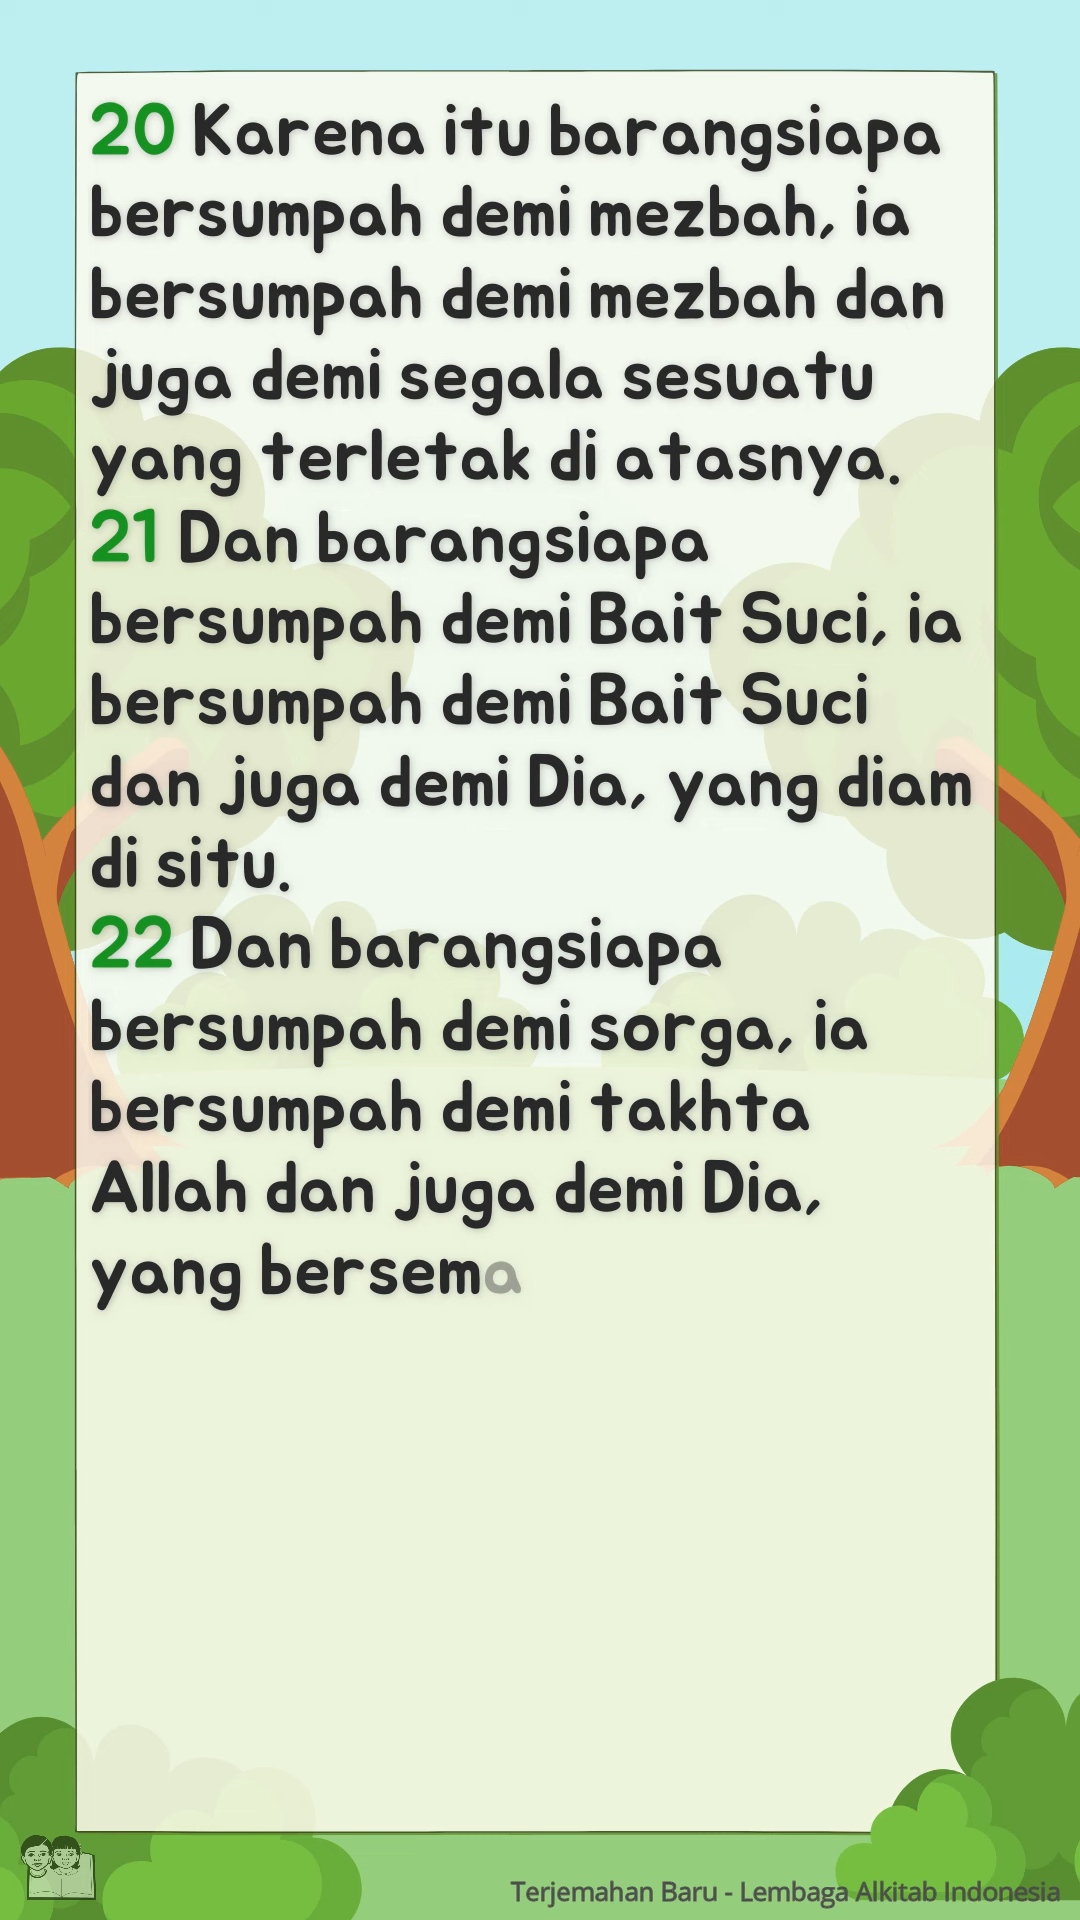 20 Karena itu barangsiapa
bersumpah demi mezbah, ia
bersumpah demi mezbah dan
juga demi segala sesuatu
yang terletak di atasnya.
21 Dan barangsiapa
bersumpah demi Bait Suci, ia
bersumpah demi Bait Suci
dan juga demi Dia, yang diam
di situ.
22 Dan barangsiapa
bersumpah demi sorga, ia
bersumpah demi takhta
Allah dan juga demi Dia,
yang bersema
Terjemahan Baru - Lembaga Alkitab Indonesia